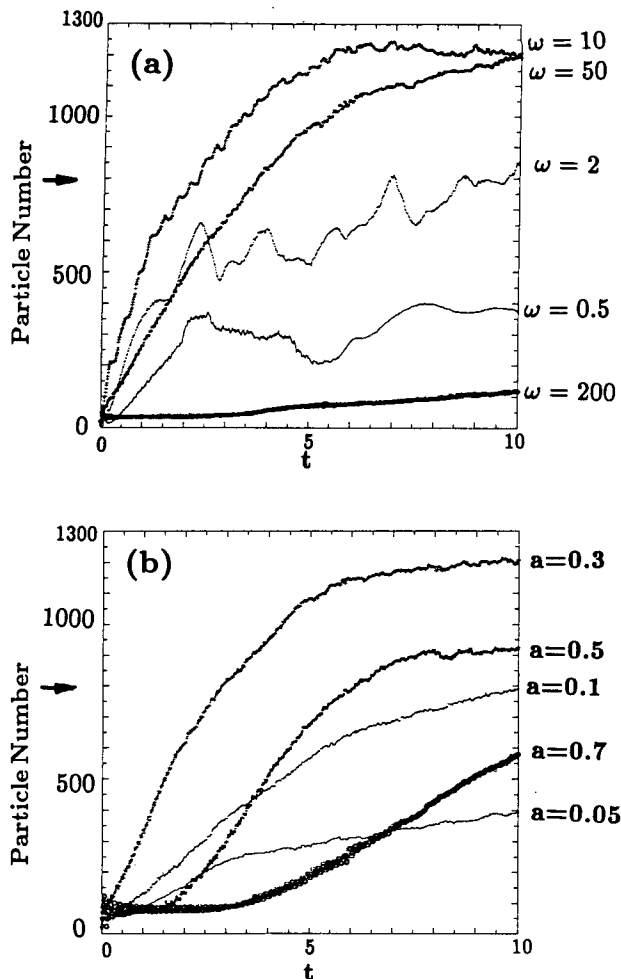 1300
(a)
ω = 10
ω = 50
1000
ω = 2
Particle Number
500
ω = 0.5
ω = 200
0
0
5
10
t
1300
(b)
a=0.3
1000
a=0.5
a=0.1
Particle Number
500
a=0.7
a=0.05
0
0
5
10
t